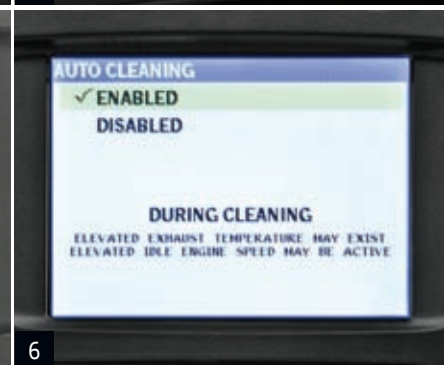 AUTO CLEANING
✓ ENABLED
DISABLED
DURING CLEANING
ELEVATED EXHAUST TEMPERATURE MAY EXIST
ELEVATED IDLE ENGINE SPEED MAY BE ACTIVE
6